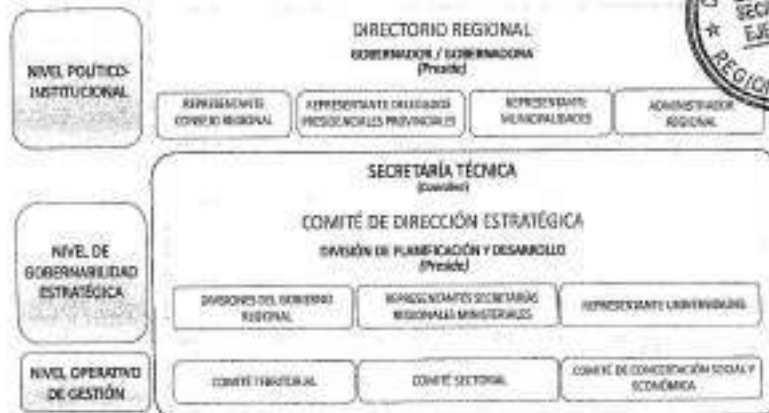 DIRECTORIO REGIONAL
GOBERNADOR / GOBERNADORA
(Preside)
NIVEL POLÍTICO-
INSTITUCIONAL
REPRESENTANTE
CONSEJO REGIONAL
REPRESENTANTE DELEGADOS
PRESIDENCIALES PROVINCIALES
REPRESENTANTE
MUNICIPALIDADES
ADMINISTRADOR
REGIONAL
SECRETARÍA TÉCNICA
COMITÉ DE DIRECCIÓN ESTRATÉGICA
DIVISIÓN DE PLANIFICACIÓN Y DESARROLLO
(Preside)
NIVEL DE
GOBERNABILIDAD
ESTRATÉGICA
DIVISIONES DEL GOBIERNO
REGIONAL
REPRESENTANTES SECRETARÍAS
REGIONALES MINISTERIALES
REPRESENTANTE UNIVERSIDADES
NIVEL OPERATIVO
DE GESTIÓN
COMITÉ TERRITORIAL
COMITÉ SECTORIAL
COMITÉ DE CONCERTACIÓN SOCIAL Y
ECONÓMICA